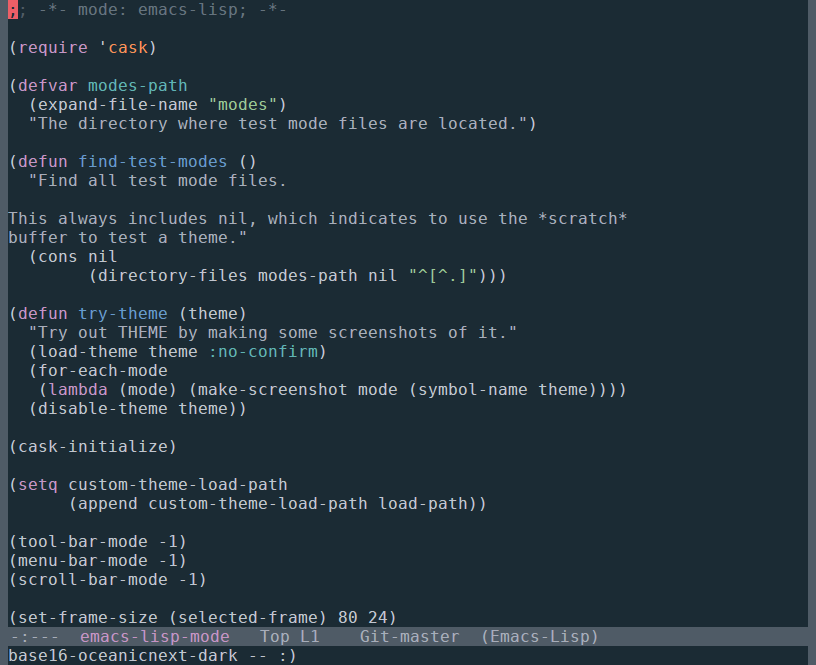 ;; -*- mode: emacs-lisp; -*-

(require 'cask)

(defvar modes-path
  (expand-file-name "modes")
  "The directory where test mode files are located.")

(defun find-test-modes ()
  "Find all test mode files.

This always includes nil, which indicates to use the *scratch*
buffer to test a theme."
  (cons nil
        (directory-files modes-path nil "^[^.]")))

(defun try-theme (theme)
  "Try out THEME by making some screenshots of it."
  (load-theme theme :no-confirm)
  (for-each-mode
   (lambda (mode) (make-screenshot mode (symbol-name theme))))
  (disable-theme theme))

(cask-initialize)

(setq custom-theme-load-path
      (append custom-theme-load-path load-path))

(tool-bar-mode -1)
(menu-bar-mode -1)
(scroll-bar-mode -1)

(set-frame-size (selected-frame) 80 24)
-:---  emacs-lisp-mode   Top L1    Git-master  (Emacs-Lisp)
base16-oceanicnext-dark -- :)